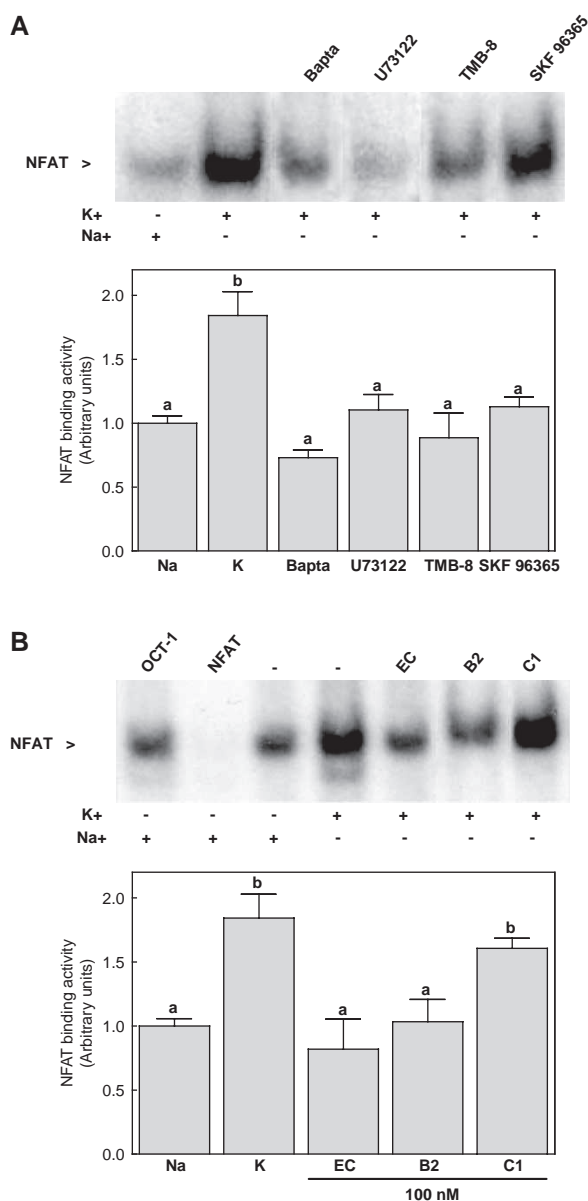 A
Bapta U73122 TMB-8 SKF 96365
NFAT >
K+ - + + + + +
Na+ + - - - - -
b
2.0
1.5
a a a a a
1.0
0.5
0.0
NFAT binding activity
(Arbitrary units)
Na K Bapta U73122 TMB-8 SKF 96365
B
OCT-1 NFAT - - EC B2 C1
NFAT >
K+ - - - + + + +
Na+ + + + - - - -
b
2.0
b
1.5
a a a
1.0
0.5
0.0
NFAT binding activity
(Arbitrary units)
Na K EC B2 C1
100 nM